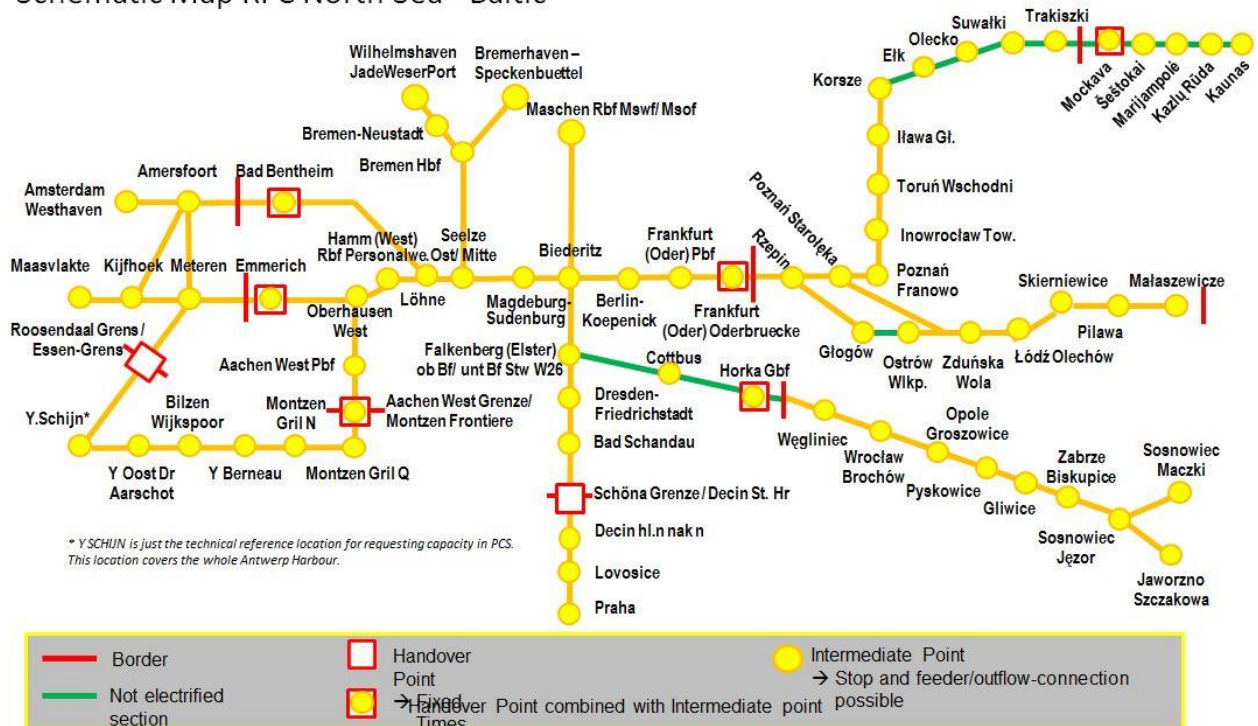 Schematic Map RFC North Sea - Baltic
Wilhelmshaven
JadeWeserPort
Bremerhaven –
Speckenbuettel
Maschen Rbf Mswf/ Msof
Bremen-Neustadt
Bremen Hbf
Suwałki
Trakiszki
Olecko
Ełk
Korsze
Mockava
Šeštokai
Marijampolė
Kazlų Rūda
Kaunas
Iława Gł.
Toruń Wschodni
Inowrocław Tow.
Poznań
Franowo
Amersfoort
Bad Bentheim
Amsterdam
Westhaven
Hamm (West)
Rbf Personalwe.
Seelze
Ost/ Mitte
Biederitz
Frankfurt
(Oder) Pbf
Rzepin
Poznań Starołęka
Maasvlakte
Kijfhoek
Meteren
Emmerich
Oberhausen
West
Löhne
Magdeburg-
Sudenburg
Berlin-
Koepenick
Frankfurt
(Oder) Oderbruecke
Skierniewice
Małaszewicze
Pilawa
Głogów
Ostrów
Wlkp.
Zduńska
Wola
Łódź Olechów
Roosendaal Grens /
Essen-Grens
Aachen West Pbf
Falkenberg (Elster)
ob Bf/ unt Bf Stw W26
Cottbus
Horka Gbf
Y.Schijn*
Bilzen
Wijkspoor
Montzen
Gril N
Aachen West Grenze/
Montzen Frontiere
Dresden-
Friedrichstadt
Bad Schandau
Węgliniec
Wrocław
Brochów
Opole
Groszowice
Pyskowice
Gliwice
Zabrze
Biskupice
Sosnowiec
Maczki
Sosnowiec
Jęzor
Jaworzno
Szczakowa
Y Oost Dr
Aarschot
Y Berneau
Montzen Gril Q
Schöna Grenze / Decin St. Hr
Decin hl.n nak n
Lovosice
Praha
* Y SCHIJN is just the technical reference location for requesting capacity in PCS.
This location covers the whole Antwerp Harbour.
Border
Not electrified
section
Handover
Point
→ Fixed
Times
Handover Point combined with Intermediate point
Intermediate Point
→ Stop and feeder/outflow-connection
possible